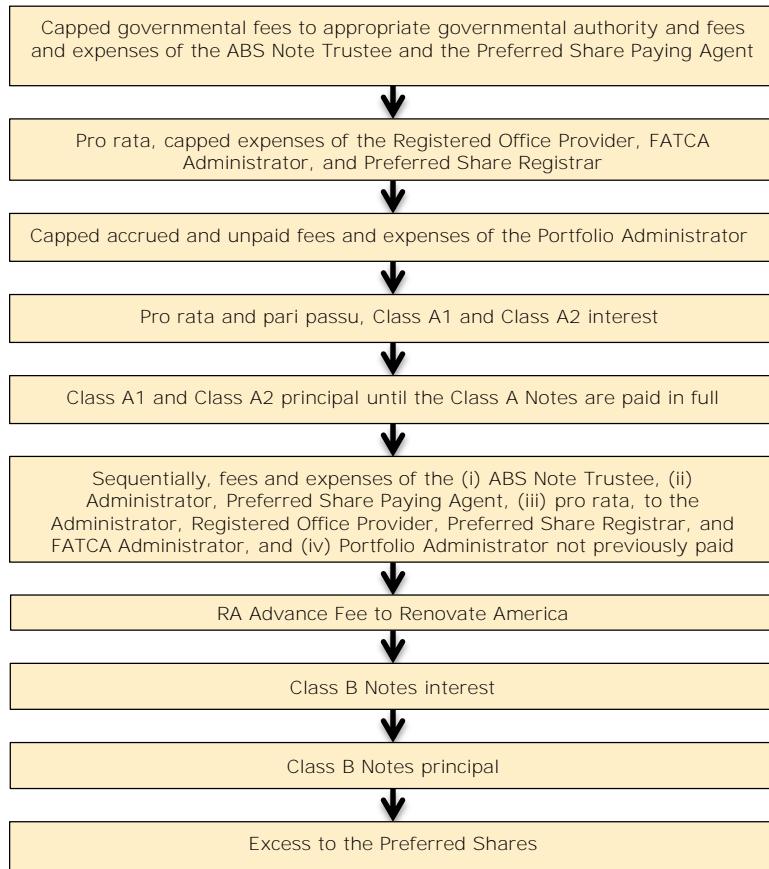 Capped governmental fees to appropriate governmental authority and fees
and expenses of the ABS Note Trustee and the Preferred Share Paying Agent
Pro rata, capped expenses of the Registered Office Provider, FATCA
Administrator, and Preferred Share Registrar
Capped accrued and unpaid fees and expenses of the Portfolio Administrator
Pro rata and pari passu, Class A1 and Class A2 interest
Class A1 and Class A2 principal until the Class A Notes are paid in full
Sequentially, fees and expenses of the (i) ABS Note Trustee, (ii)
Administrator, Preferred Share Paying Agent, (iii) pro rata, to the
Administrator, Registered Office Provider, Preferred Share Registrar, and
FATCA Administrator, and (iv) Portfolio Administrator not previously paid
RA Advance Fee to Renovate America
Class B Notes interest
Class B Notes principal
Excess to the Preferred Shares